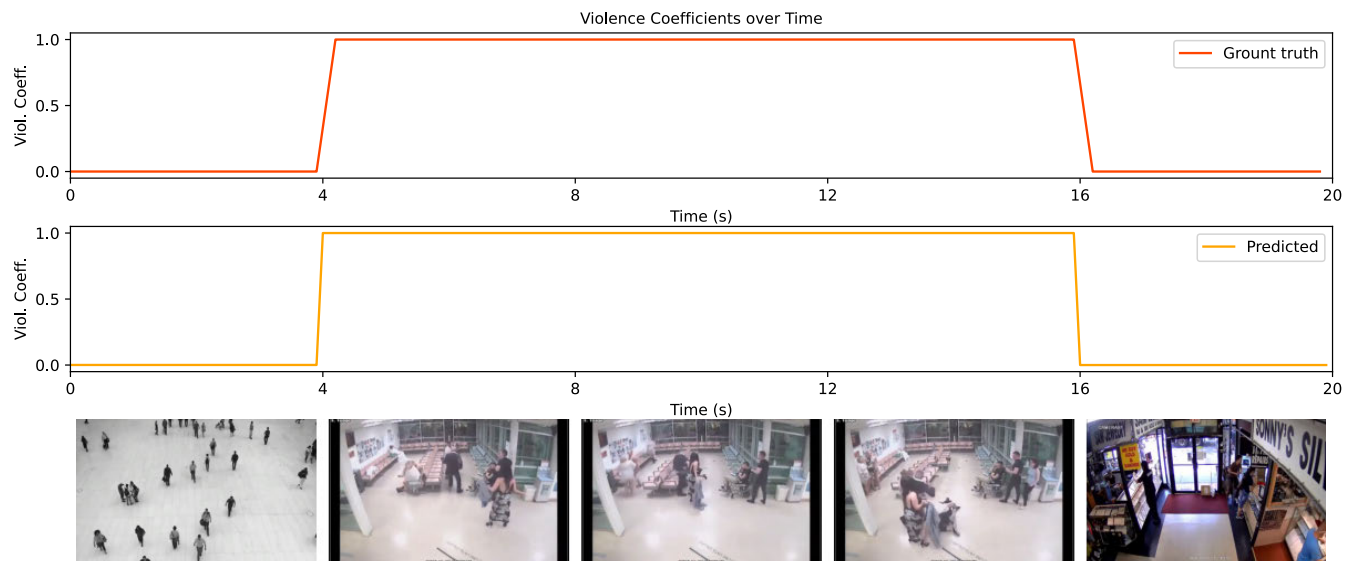 Violence Coefficients over Time
Viol. Coeff.
1.0
0.5
0.0
Grount truth
0 4 8 12 16 20
Time (s)
Viol. Coeff.
1.0
0.5
0.0
Predicted
0 4 8 12 16 20
Time (s)
SONNY'S SIL